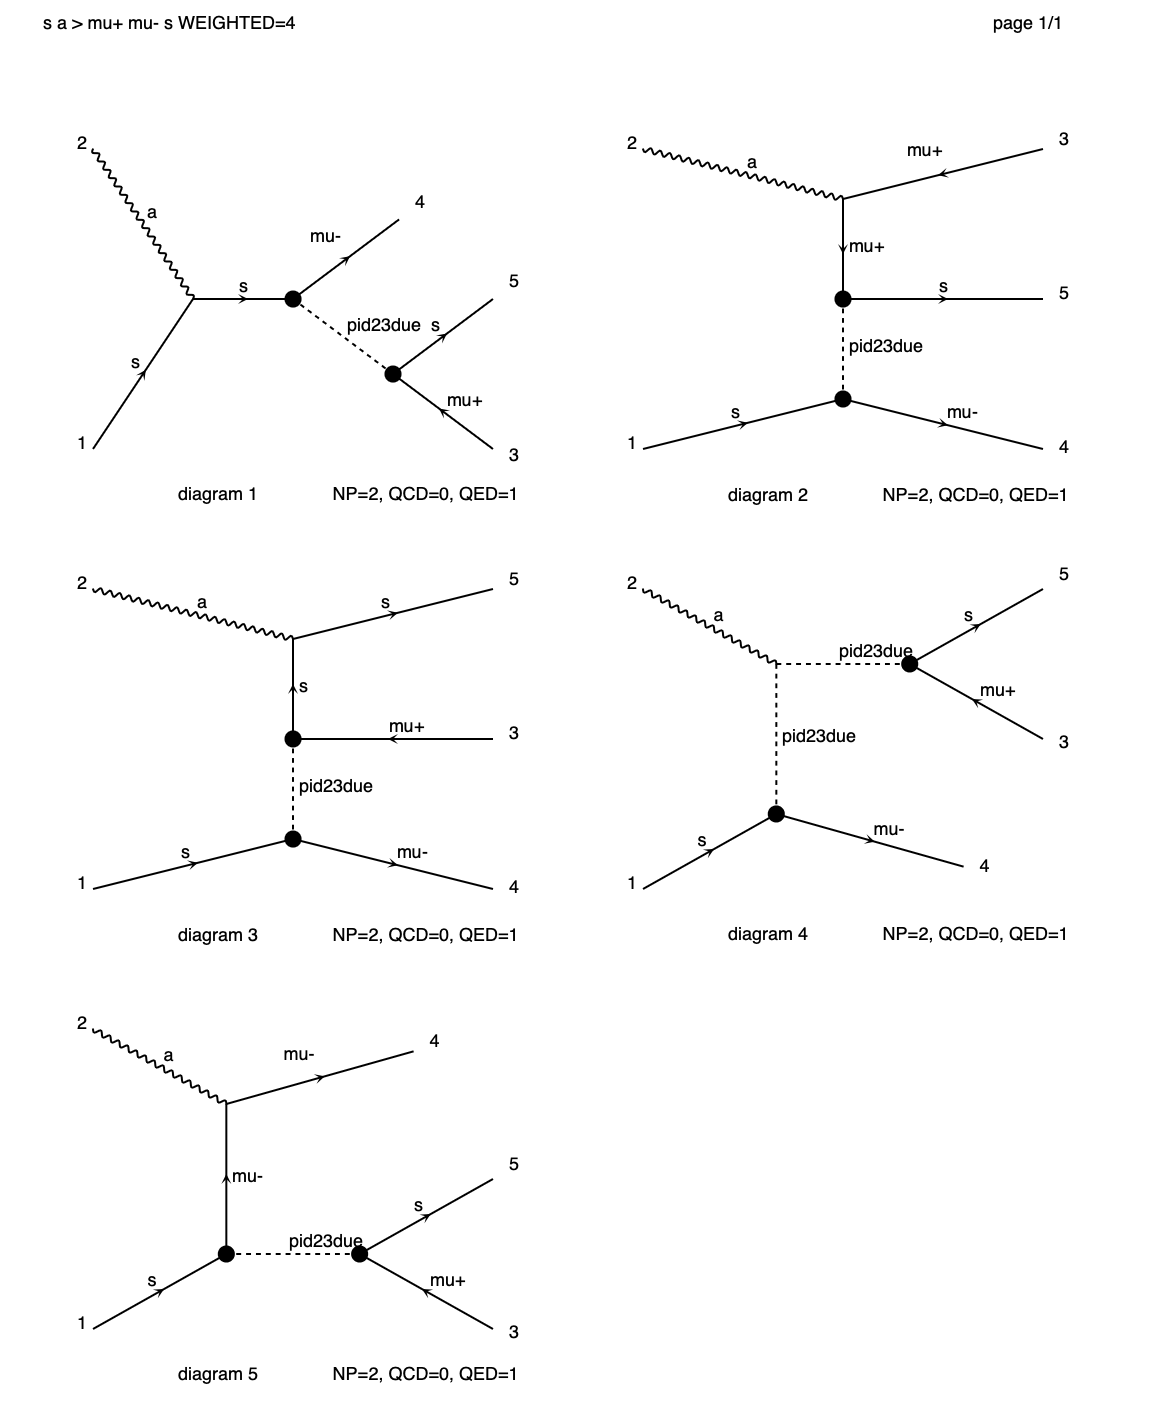 s a > mu+ mu- s WEIGHTED=4
page 1/1
2
a
4
mu-
s
5
pid23due
s
s
mu+
1
3
diagram 1
NP=2, QCD=0, QED=1
2
a
mu+
3
mu+
s
5
pid23due
s
mu-
1
4
diagram 2
NP=2, QCD=0, QED=1
2
a
s
5
s
mu+
3
pid23due
s
mu-
1
4
diagram 3
NP=2, QCD=0, QED=1
2
a
5
s
pid23due
mu+
pid23due
3
s
mu-
4
1
diagram 4
NP=2, QCD=0, QED=1
2
a
mu-
4
5
mu-
s
pid23due
s
mu+
1
3
diagram 5
NP=2, QCD=0, QED=1